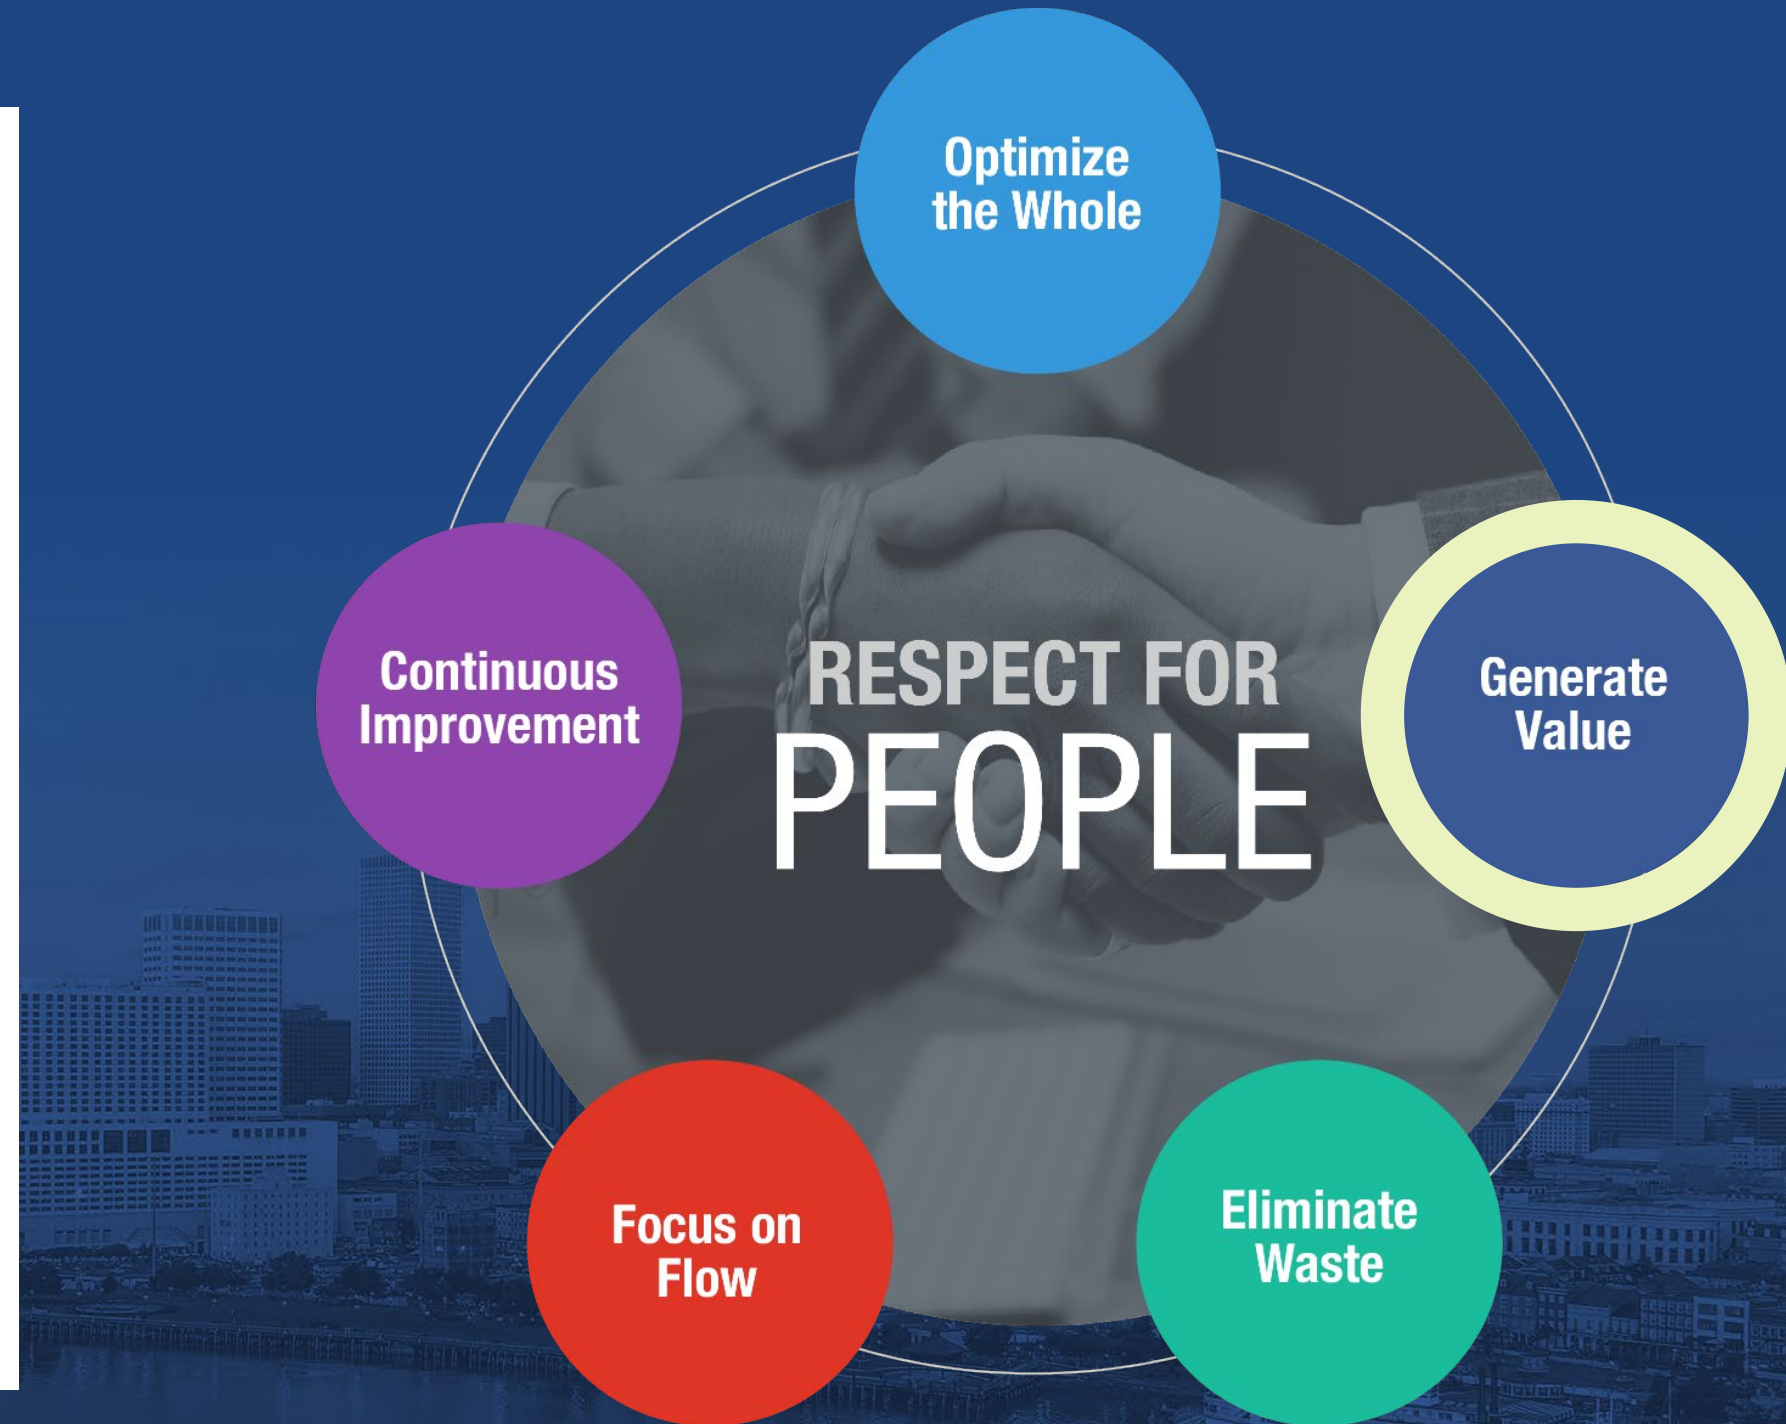 Optimize
the Whole
Continuous
Improvement
RESPECT FOR
PEOPLE
Generate
Value
Focus on
Flow
Eliminate
Waste